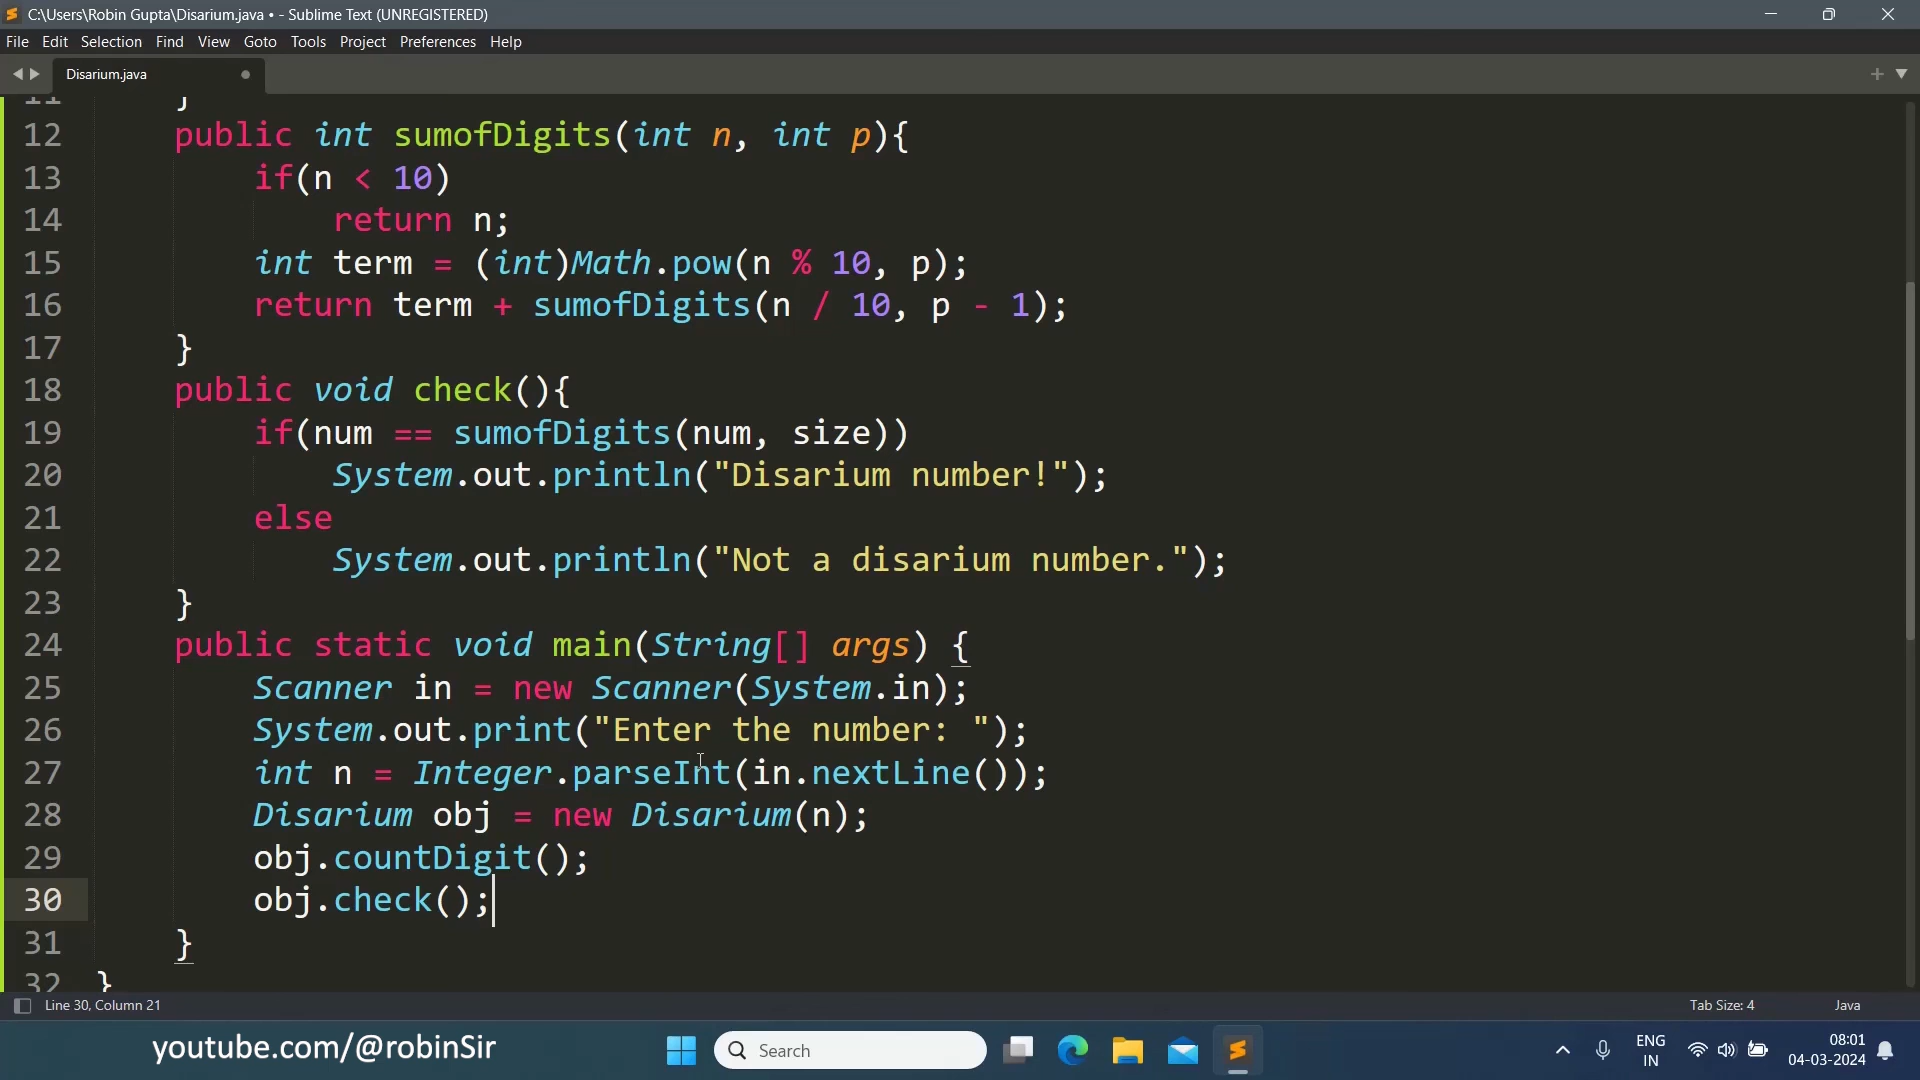 C:\Users\Robin Gupta\Disarium.java • - Sublime Text (UNREGISTERED)
File Edit Selection Find View Goto Tools Project Preferences Help
Disarium.java
11 }
12 public int sumofDigits(int n, int p){
13 if(n < 10)
14 return n;
15 int term = (int)Math.pow(n % 10, p);
16 return term + sumofDigits(n / 10, p - 1);
17 }
18 public void check(){
19 if(num == sumofDigits(num, size))
20 System.out.println("Disarium number!");
21 else
22 System.out.println("Not a disarium number.");
23 }
24 public static void main(String[] args) {
25 Scanner in = new Scanner(System.in);
26 System.out.print("Enter the number: ");
27 int n = Integer.parseInt(in.nextLine());
28 Disarium obj = new Disarium(n);
29 obj.countDigit();
30 obj.check();
31 }
32 }
Line 30, Column 21 Tab Size: 4 Java
youtube.com/@robinSir Search ENG IN 08:01 04-03-2024